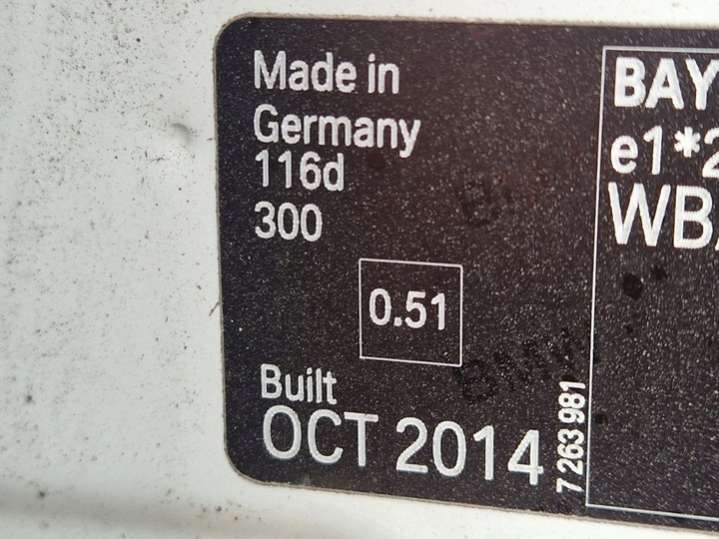 Made in
Germany
116d
300
0.51
Built
OCT 2014
7 263 981
BAY
e1*2
WB